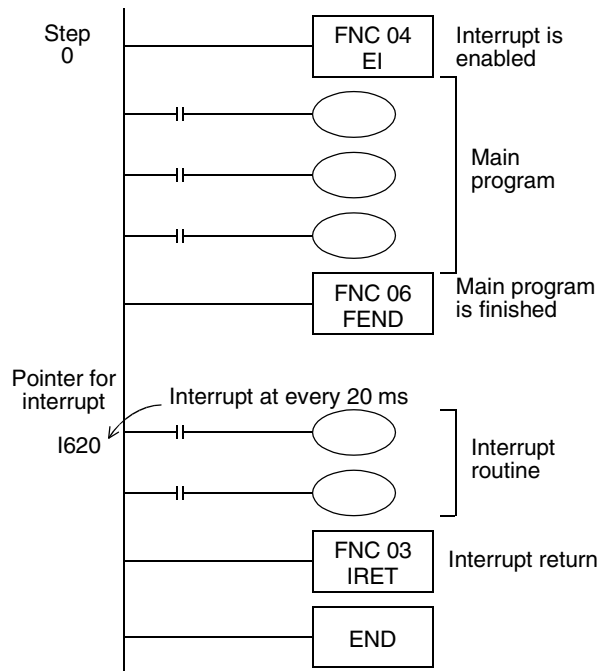 Step
0
FNC 04
EI
Interrupt is
enabled
Main
program
FNC 06
FEND
Main program
is finished
Pointer for
interrupt
Interrupt at every 20 ms
I620
Interrupt
routine
FNC 03
IRET
Interrupt return
END